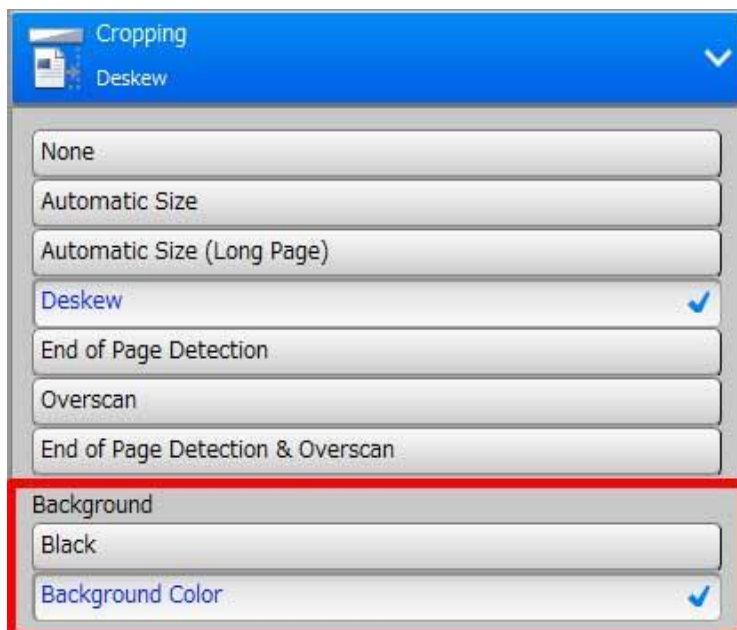 Cropping
Deskew
None
Automatic Size
Automatic Size (Long Page)
Deskew
End of Page Detection
Overscan
End of Page Detection & Overscan
Background
Black
Background Color